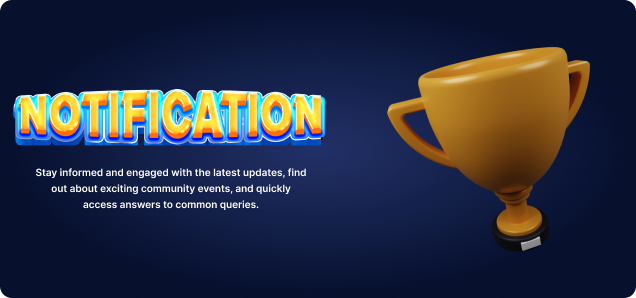 NOTIFICATION
Stay informed and engaged with the latest updates, find
out about exciting community events, and quickly
access answers to common queries.